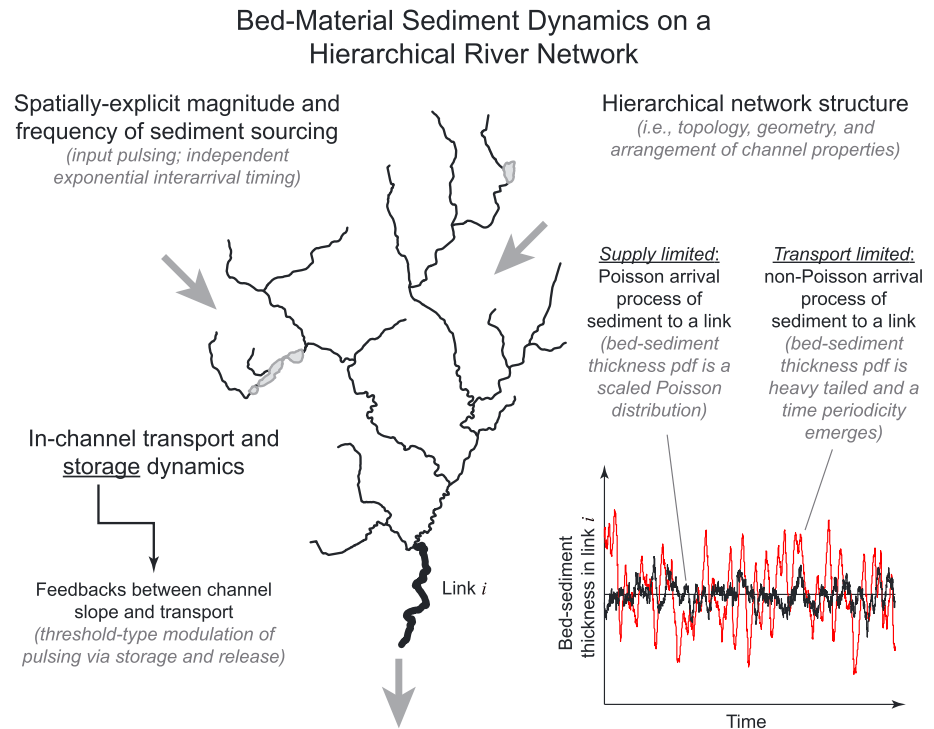 Bed-Material Sediment Dynamics on a
Hierarchical River Network
Spatially-explicit magnitude and
frequency of sediment sourcing
(input pulsing; independent
exponential interarrival timing)
Hierarchical network structure
(i.e., topology, geometry, and
arrangement of channel properties)
Supply limited:
Poisson arrival
process of
sediment to a link
(bed-sediment
thickness pdf is a
scaled Poisson
distribution)
Transport limited:
non-Poisson arrival
process of
sediment to a link
(bed-sediment
thickness pdf is
heavy tailed and a
time periodicity
emerges)
In-channel transport and
storage dynamics
Feedbacks between channel
slope and transport
(threshold-type modulation of
pulsing via storage and release)
Link i
Bed-sediment
thickness in link i
Time